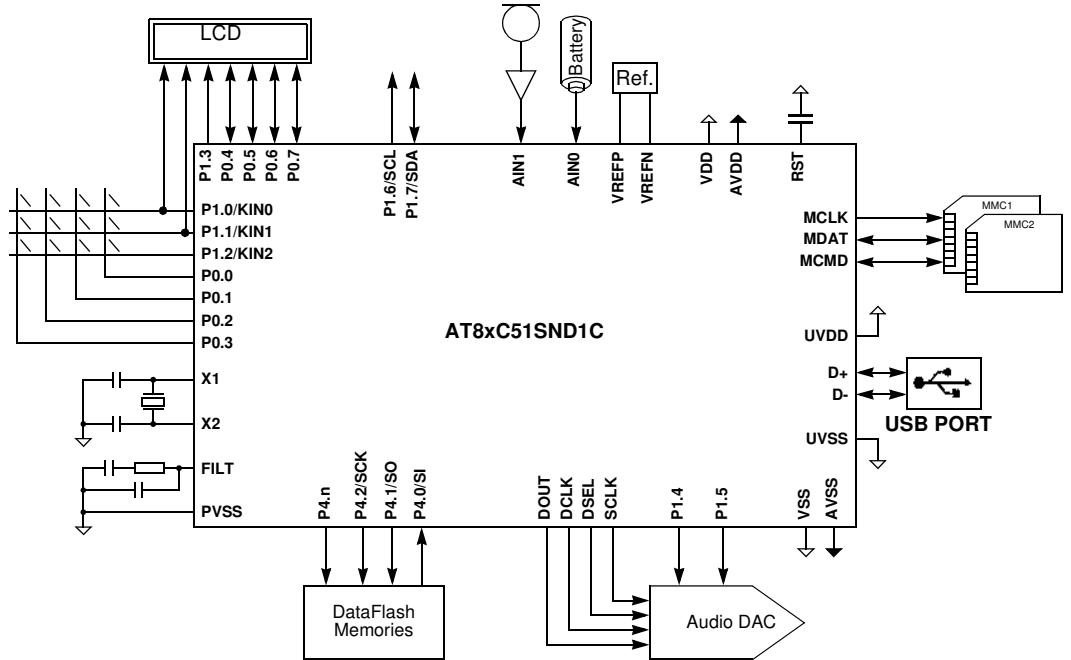 LCD
Battery
Ref.
P1.3
P0.4
P0.5
P0.6
P0.7
P1.6/SCL
P1.7/SDA
AIN1
AIN0
VREFP
VREFN
VDD
AVDD
RST
P1.0/KIN0
P1.1/KIN1
P1.2/KIN2
P0.0
P0.1
P0.2
P0.3
X1
X2
FILT
PVSS
AT8xC51SND1C
MCLK
MDAT
MCMD
MMC1
MMC2
UVDD
D+
D-
USB PORT
UVSS
P4.n
P4.2/SCK
P4.1/SO
P4.0/SI
DOUT
DCLK
DSEL
SCLK
P1.4
P1.5
VSS
AVSS
DataFlash
Memories
Audio DAC